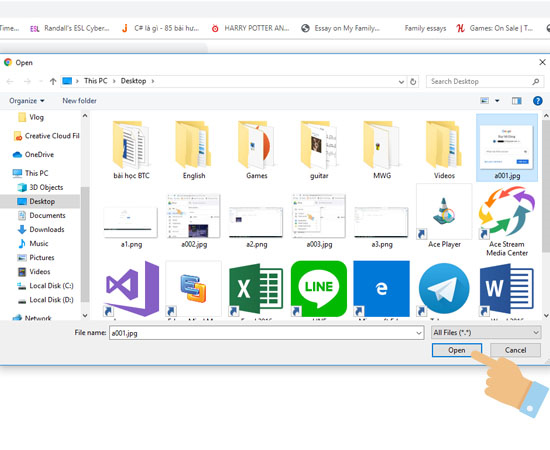 Time...
ESL Randall's ESL Cyber...
C# là gì - 85 bài hư...
HARRY POTTER AN...
Essay on My Family...
Family essays
Games: On Sale | T...
Open
This PC > Desktop >
Search Desktop
Organize
New folder
Vlog
Creative Cloud Fil
OneDrive
This PC
3D Objects
Desktop
Documents
Downloads
Music
Pictures
Videos
Local Disk (C:)
Local Disk (D:)
Network
bài học BTC
English
Games
guitar
MWG
Videos
a001.jpg
a1.png
a002.jpg
a2.png
a003.jpg
a3.png
Ace Player
Ace Stream
Media Center
LINE
File name:
a001.jpg
All Files (*.*)
Open
Cancel